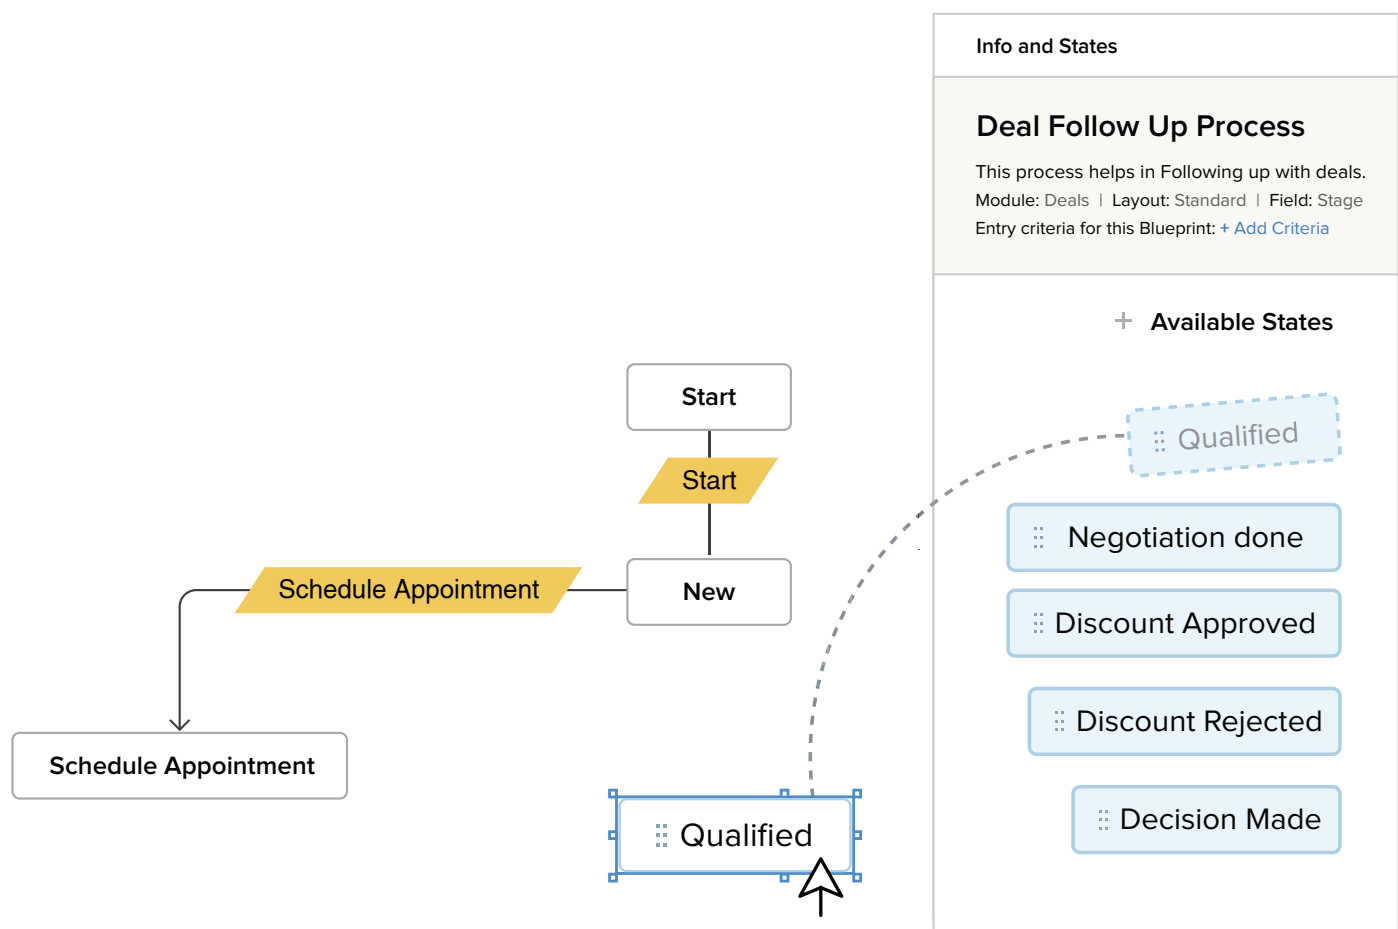 Info and States
Deal Follow Up Process
This process helps in Following up with deals.
Module: Deals | Layout: Standard | Field: Stage
Entry criteria for this Blueprint: + Add Criteria
+ Available States
Qualified
Negotiation done
Discount Approved
Discount Rejected
Decision Made
Start
Start
New
Schedule Appointment
Schedule Appointment
Qualified